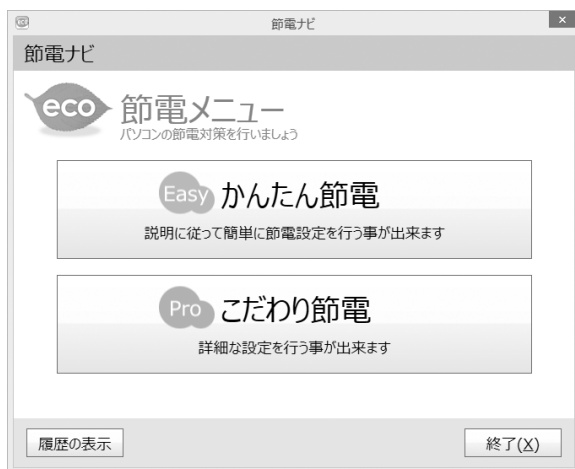 節電ナビ
×
節電ナビ
eco
節電メニュー
パソコンの節電対策を行いましょう
Easy かんたん節電
説明に従って簡単に節電設定を行う事が出来ます
Pro こだわり節電
詳細な設定を行う事が出来ます
履歴の表示 終了(X)